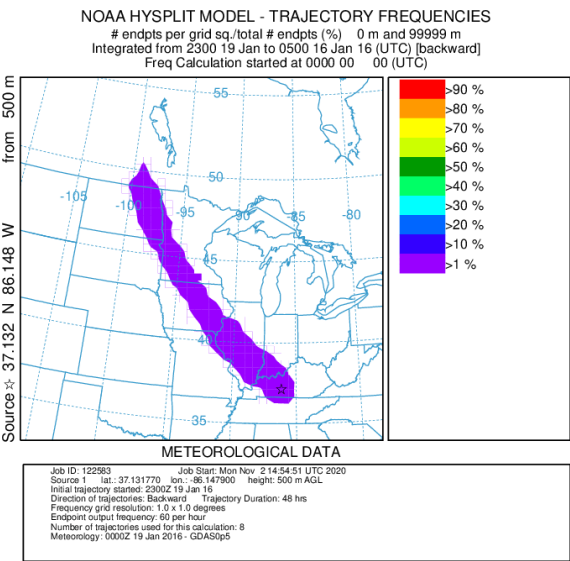 NOAA HYSPLIT MODEL - TRAJECTORY FREQUENCIES
# endpts per grid sq./total # endpts (%)    0 m and 99999 m
Integrated from 2300 19 Jan to 0500 16 Jan 16 (UTC) [backward]
Freq Calculation started at 0000 00    00 (UTC)
Source ☆ 37.132 N 86.148 W    from 500 m
55
50
-105
-100
-95
90
-85
-80
45
40
35
>90 %
>80 %
>70 %
>60 %
>50 %
>40 %
>30 %
>20 %
>10 %
>1 %
METEOROLOGICAL DATA
Job ID: 122583    Job Start: Mon Nov 2 14:54:51 UTC 2020
Source 1    lat.: 37.131770    lon.: -86.147900    height: 500 m AGL
Initial trajectory started: 2300Z 19 Jan 16
Direction of trajectories: Backward    Trajectory Duration: 48 hrs
Frequency grid resolution: 1.0 x 1.0 degrees
Endpoint output frequency: 60 per hour
Number of trajectories used for this calculation: 8
Meteorology: 0000Z 19 Jan 2016 - GDAS0p5